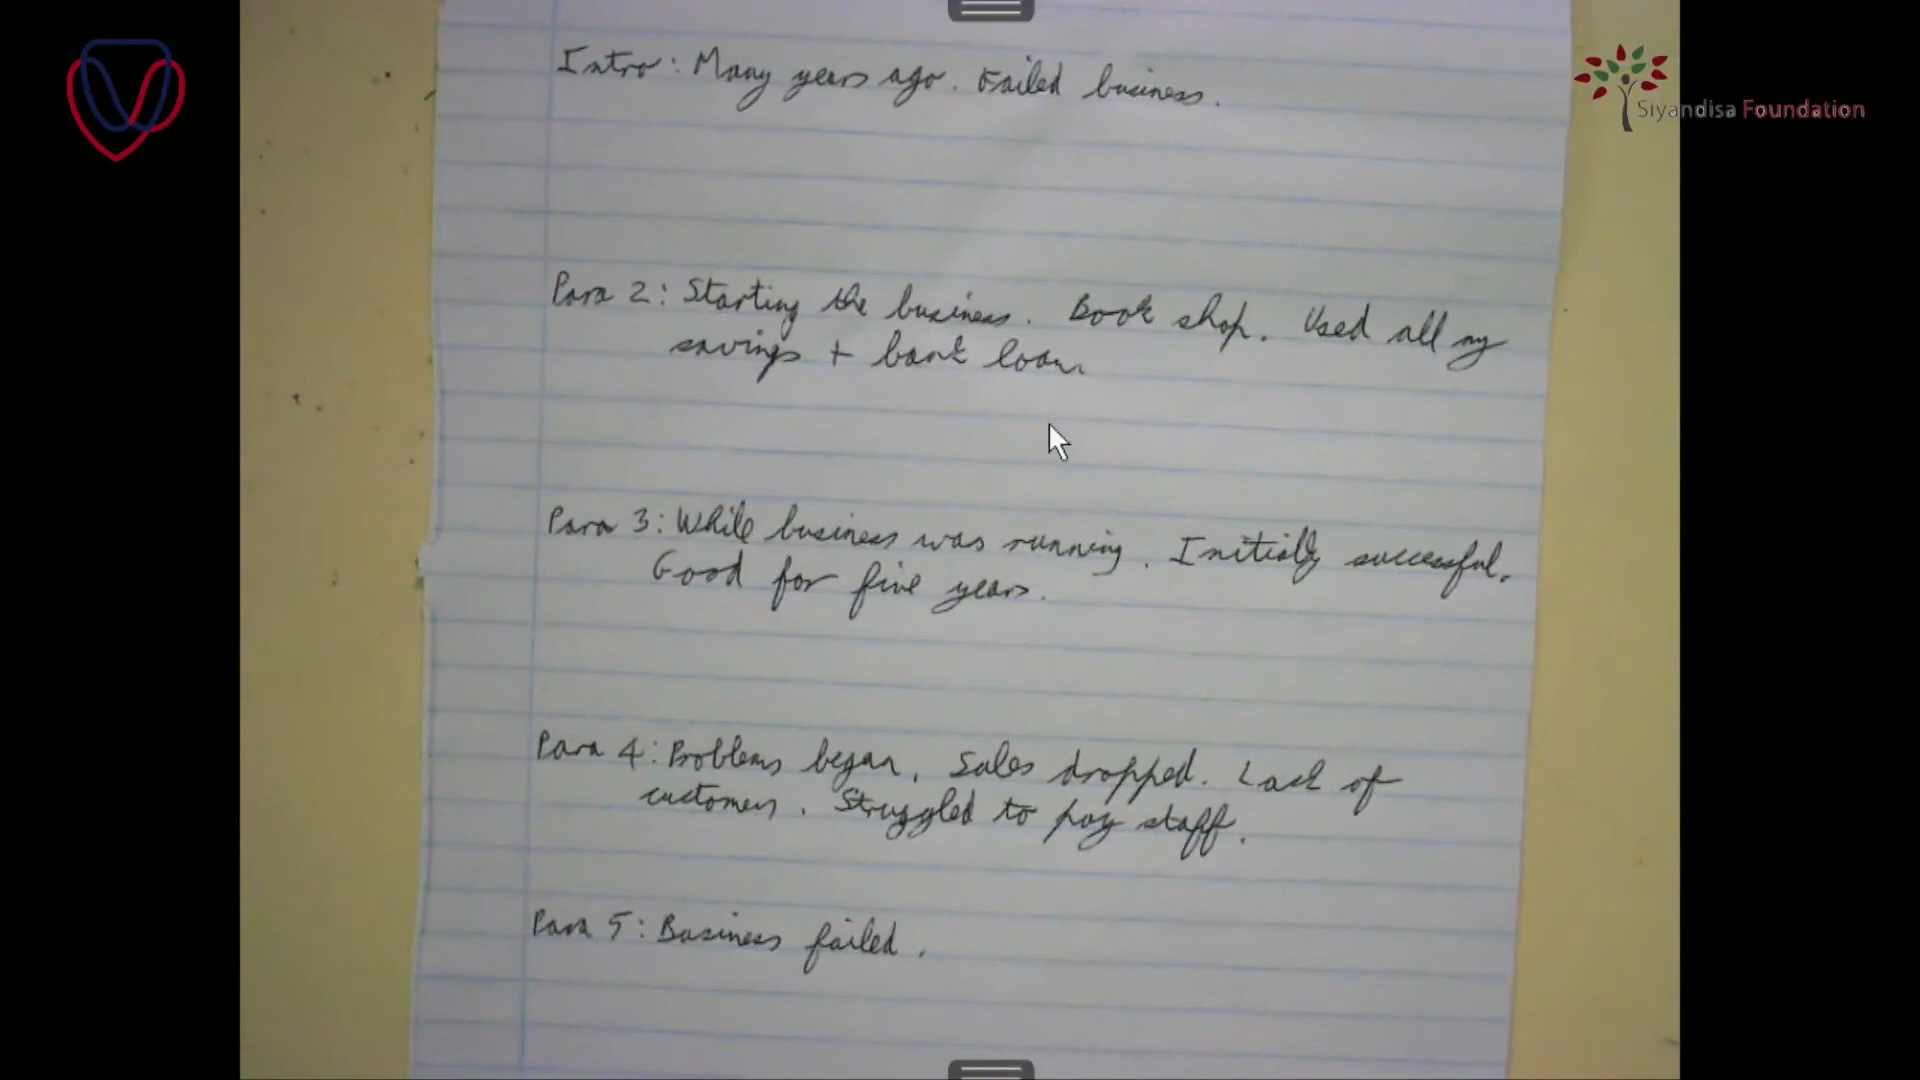 Siyandisa Foundation
Intro: Many years ago. Failed business.
Para 2: Starting the business. Book shop. Used all my
savings + bank loan.
Para 3: While business was running. Initially successful.
Good for five years.
Para 4: Problems began. Sales dropped. Lack of
customers. Struggled to pay staff.
Para 5: Business failed.